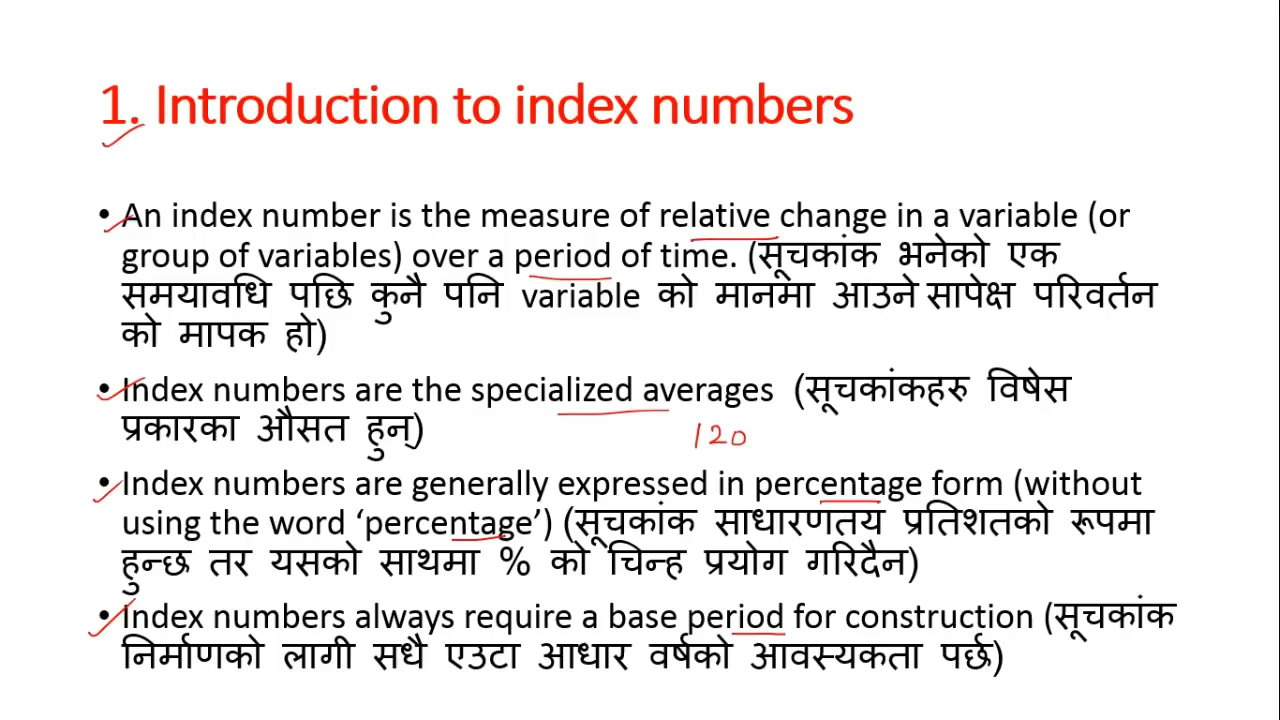 1. Introduction to index numbers
• An index number is the measure of relative change in a variable (or
group of variables) over a period of time. (सूचकांक भनेको एक
समयावधि पछि कुनै पनि variable को मानमा आउने सापेक्ष परिवर्तन
को मापक हो)
• Index numbers are the specialized averages (सूचकांकहरु विषेस
प्रकारका औसत हुन्)
120
• Index numbers are generally expressed in percentage form (without
using the word ‘percentage’) (सूचकांक साधारणतय प्रतिशतको रूपमा
हुन्छ तर यसको साथमा % को चिन्ह प्रयोग गरिदैन)
• Index numbers always require a base period for construction (सूचकांक
निर्माणको लागी सधै एउटा आधार वर्षको आवस्यकता पर्छ)